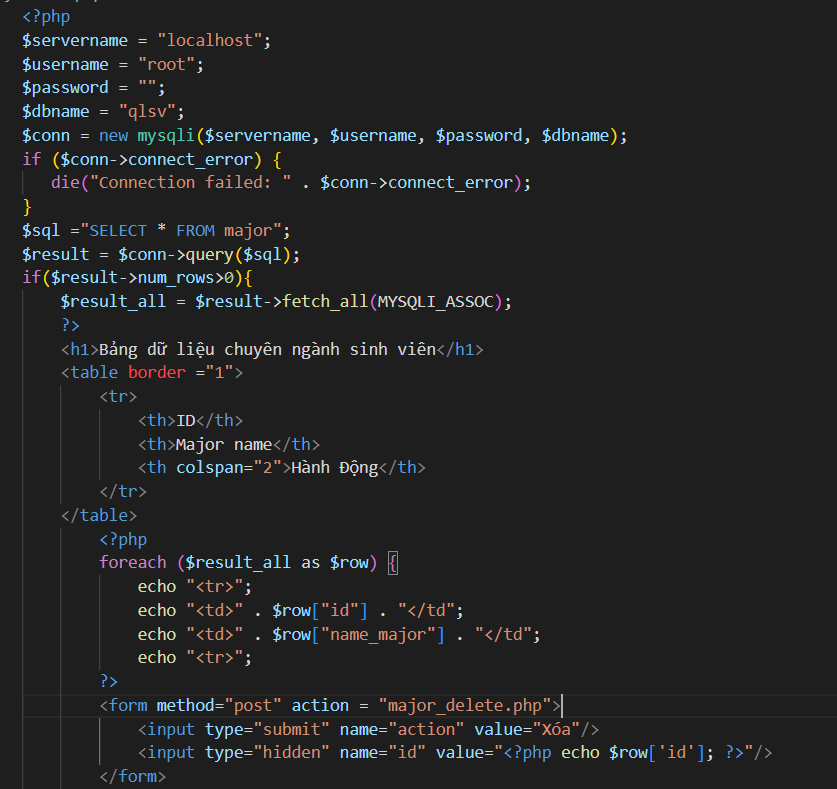 <?php
$servername = "localhost";
$username = "root";
$password = "";
$dbname = "qlsv";
$conn = new mysqli($servername, $username, $password, $dbname);
if ($conn->connect_error) {
   die("Connection failed: " . $conn->connect_error);
}
$sql ="SELECT * FROM major";
$result = $conn->query($sql);
if($result->num_rows>0){
    $result_all = $result->fetch_all(MYSQLI_ASSOC);
    ?>
    <h1>Bảng dữ liệu chuyên ngành sinh viên</h1>
    <table border ="1">
        <tr>
            <th>ID</th>
            <th>Major name</th>
            <th colspan="2">Hành Động</th>
        </tr>
    </table>
        <?php
        foreach ($result_all as $row) {
            echo "<tr>";
            echo "<td>" . $row["id"] . "</td";
            echo "<td>" . $row["name_major"] . "</td";
            echo "<tr>";
        ?>
        <form method="post" action = "major_delete.php">
            <input type="submit" name="action" value="Xóa"/>
            <input type="hidden" name="id" value="<?php echo $row['id']; ?>"/>
        </form>